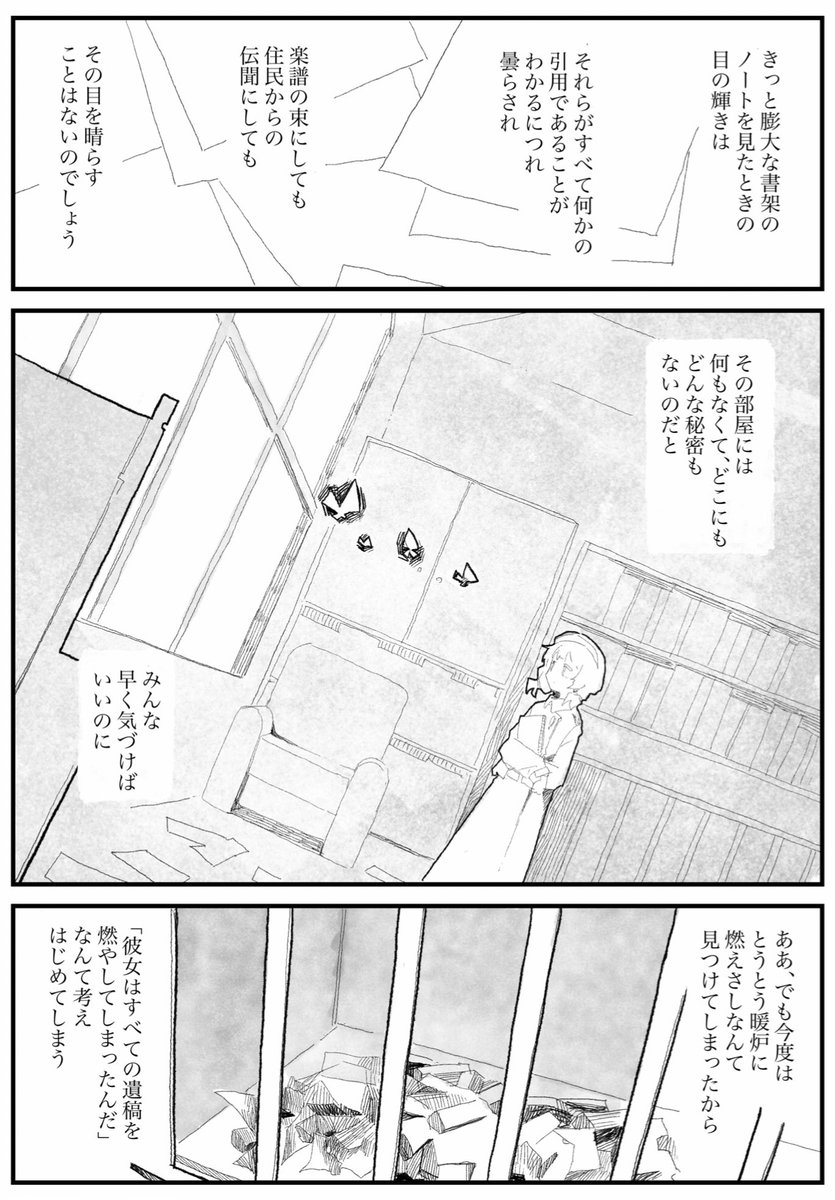 きっと膨大な書架の
ノートを見たときの
目の輝きは
それらがすべて何かの
引用であることが
わかるにつれ
曇らされ
楽譜の束にしても
住民からの
伝聞にしても
その目を晴らす
ことはないのでしょう
その部屋には
何もなくて、どこにも
どんな秘密も
ないのだと
みんな
早く気づけば
いいのに
ああ、でも今度は
とうとう暖炉に
燃えさしなんて
見つけてしまったから
「彼女はすべての遺稿を
燃やしてしまったんだ」
なんて考え
はじめてしまう